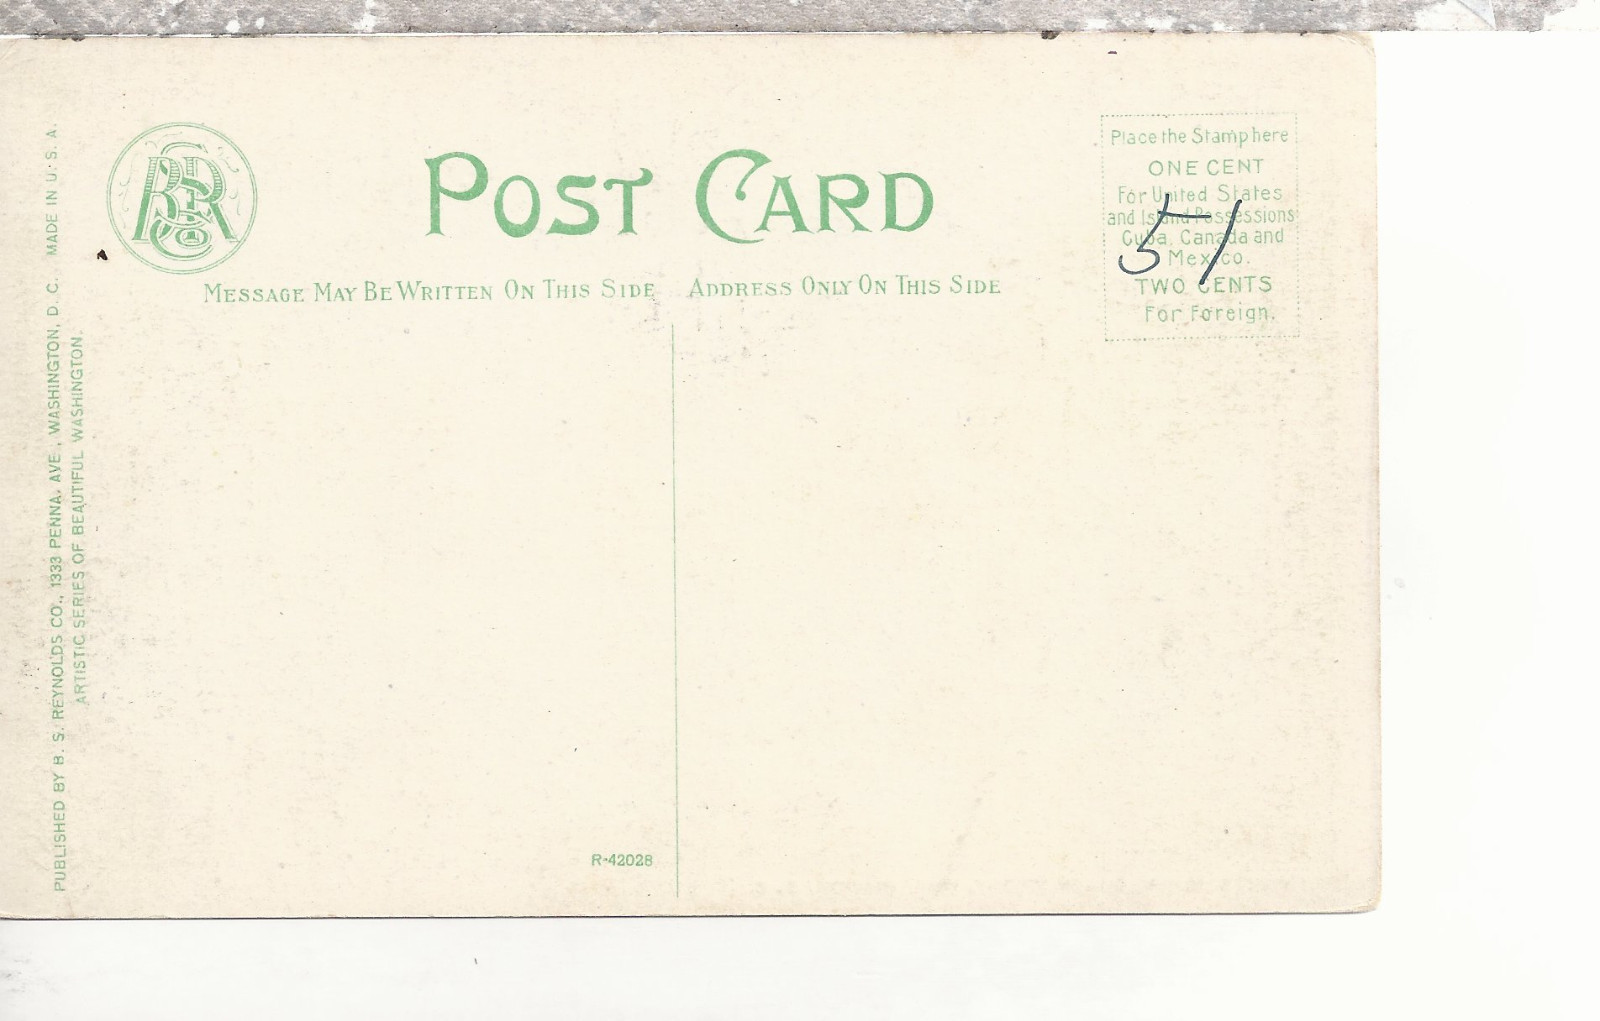 POST CARD
MESSAGE MAY BE WRITTEN ON THIS SIDE
ADDRESS ONLY ON THIS SIDE
Place the Stamp here
ONE CENT
For United States
and Island Possessions
Cuba, Canada and
Mexico.
TWO CENTS
For Foreign.
51
PUBLISHED BY B. S. REYNOLDS CO., 1333 PENNA. AVE., WASHINGTON, D. C. MADE IN U. S. A.
ARTISTIC SERIES OF BEAUTIFUL WASHINGTON.
R-42028
BSR Co